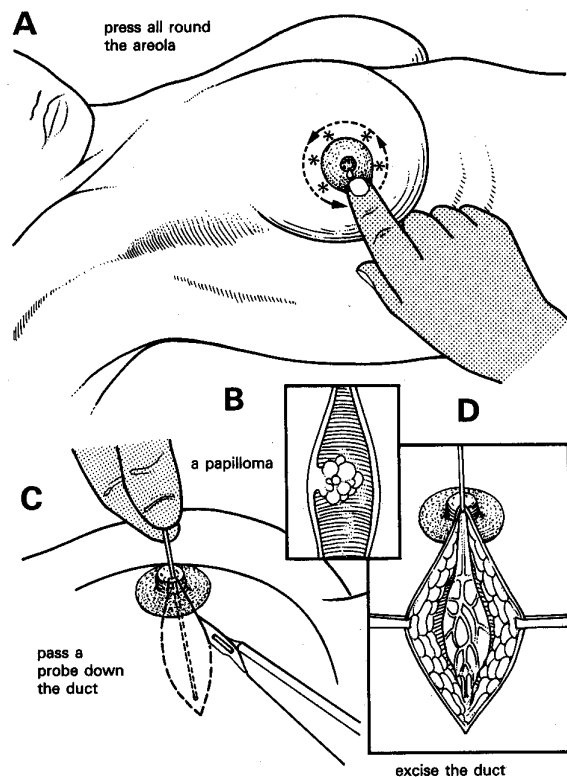 A
press all round
the areola
B
D
a papilloma
C
pass a
probe down
the duct
excise the duct